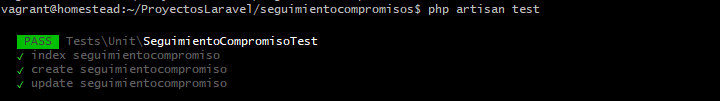 vagrant@homestead:~/ProyectosLaravel/seguimientocompromisos$ php artisan test
PASS Tests\Unit\SeguimientoCompromisoTest
✓ index seguimientocompromiso
✓ create seguimientocompromiso
✓ update seguimientocompromiso